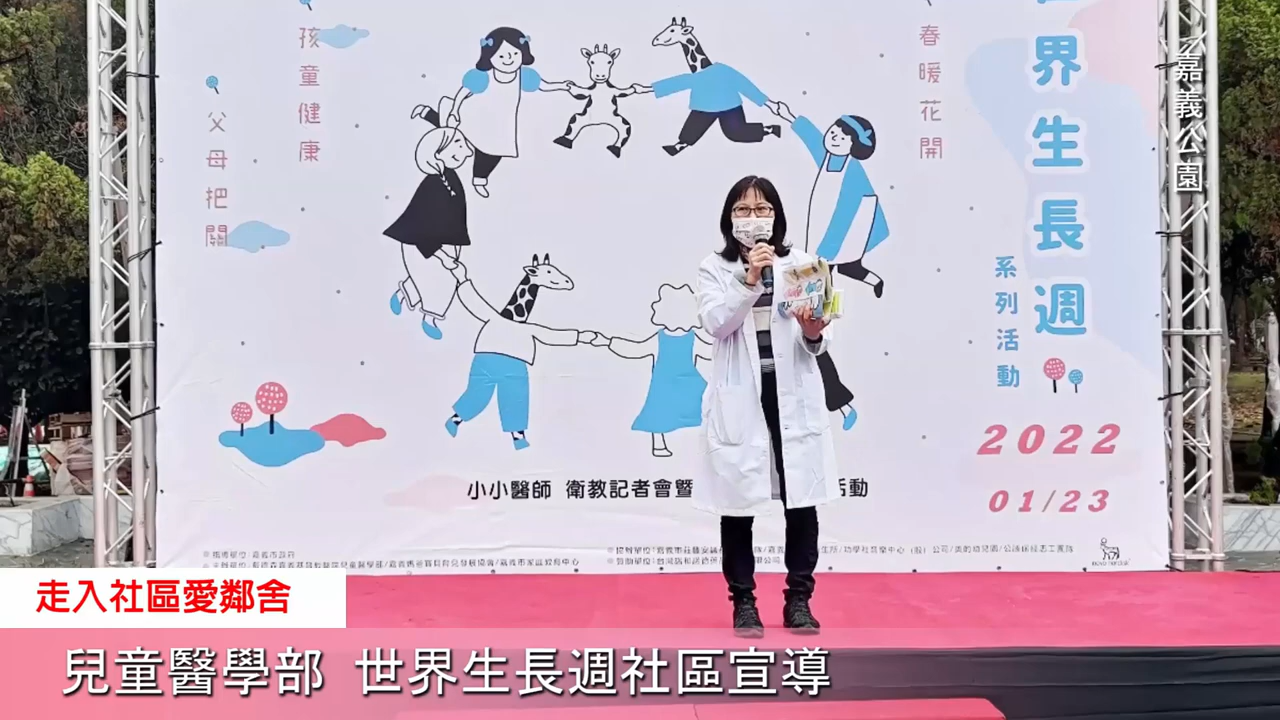 嘉義公園
界生長週
系列活動
2022
01/23
春暖花開
孩童健康
父母把關
小小醫師 衛教記者會暨
活動
走入社區愛鄰舍
兒童醫學部 世界生長週社區宣導